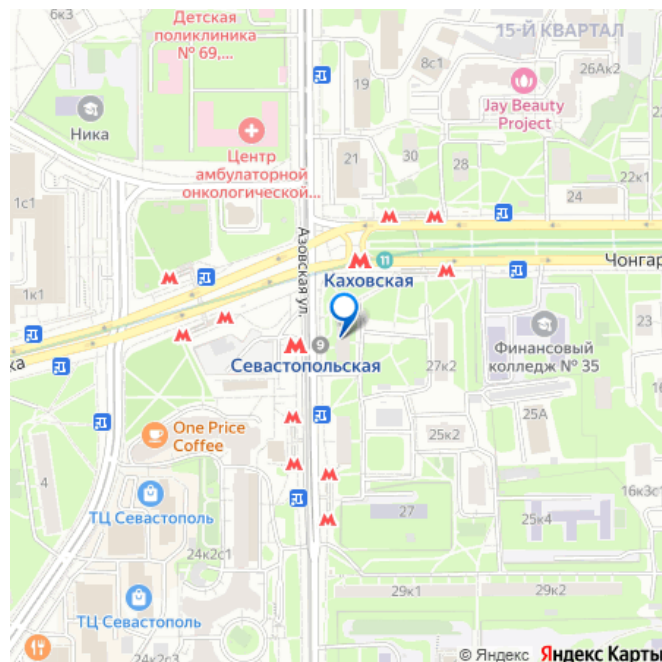 6к3
Детская
поликлиника
№ 69,...
15-Й КВАРТАЛ
8с1
26Ак2
19
Jay Beauty
Project
Ника
Центр
амбулаторной
онкологической...
21
30
28
22к1
24
1с1
Азовская ул.
11
Чонгар
Каховская
1к1
23
9
Севастопольская
Финансовый
колледж № 35
ка
27к2
25А
One Price
Coffee
25к2
4
16к3с1
ТЦ Севастополь
27
25к4
24к2с1
29к1
29к2
ТЦ Севастополь
24к2с3
© Яндекс Яндекс Карты